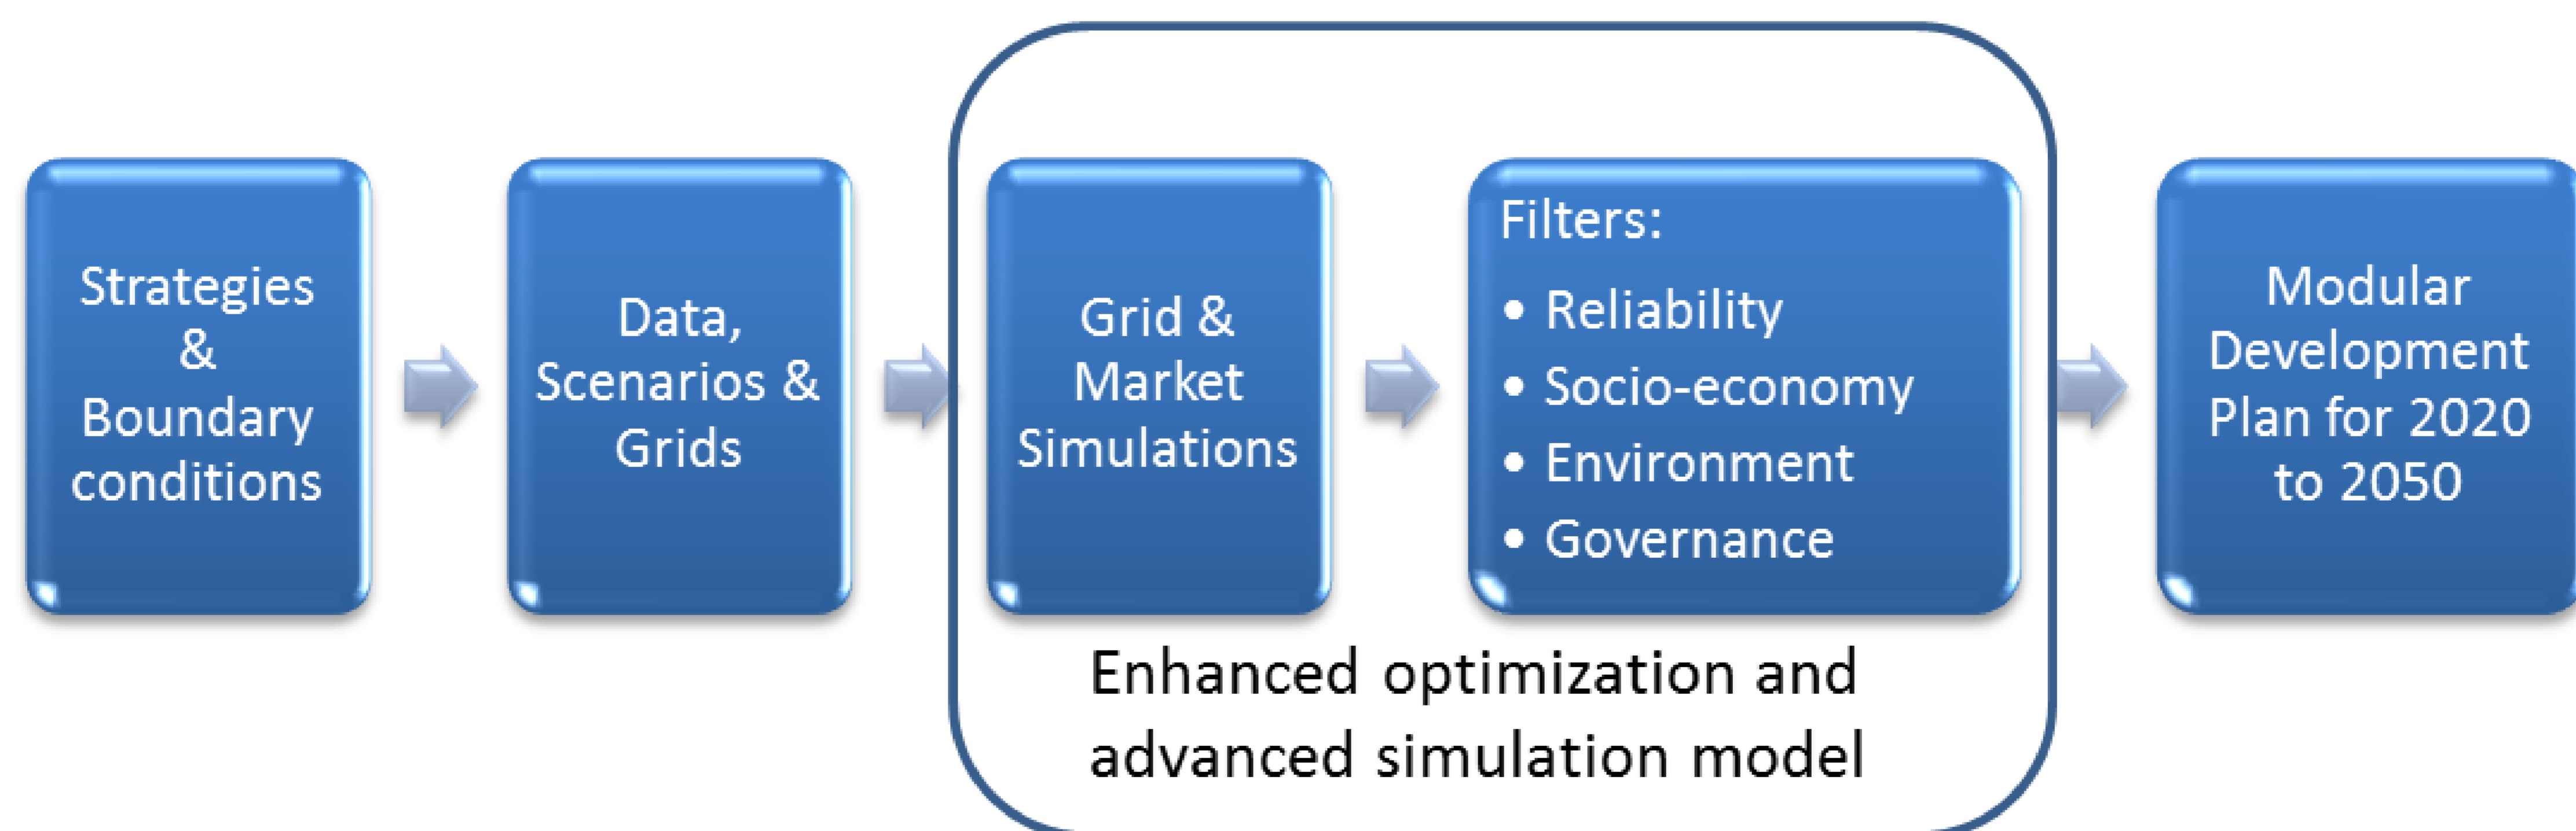 Strategies
&
Boundary
conditions
Data,
Scenarios &
Grids
Grid &
Market
Simulations
Filters:
• Reliability
• Socio-economy
• Environment
• Governance
Enhanced optimization and
advanced simulation model
Modular
Development
Plan for 2020
to 2050